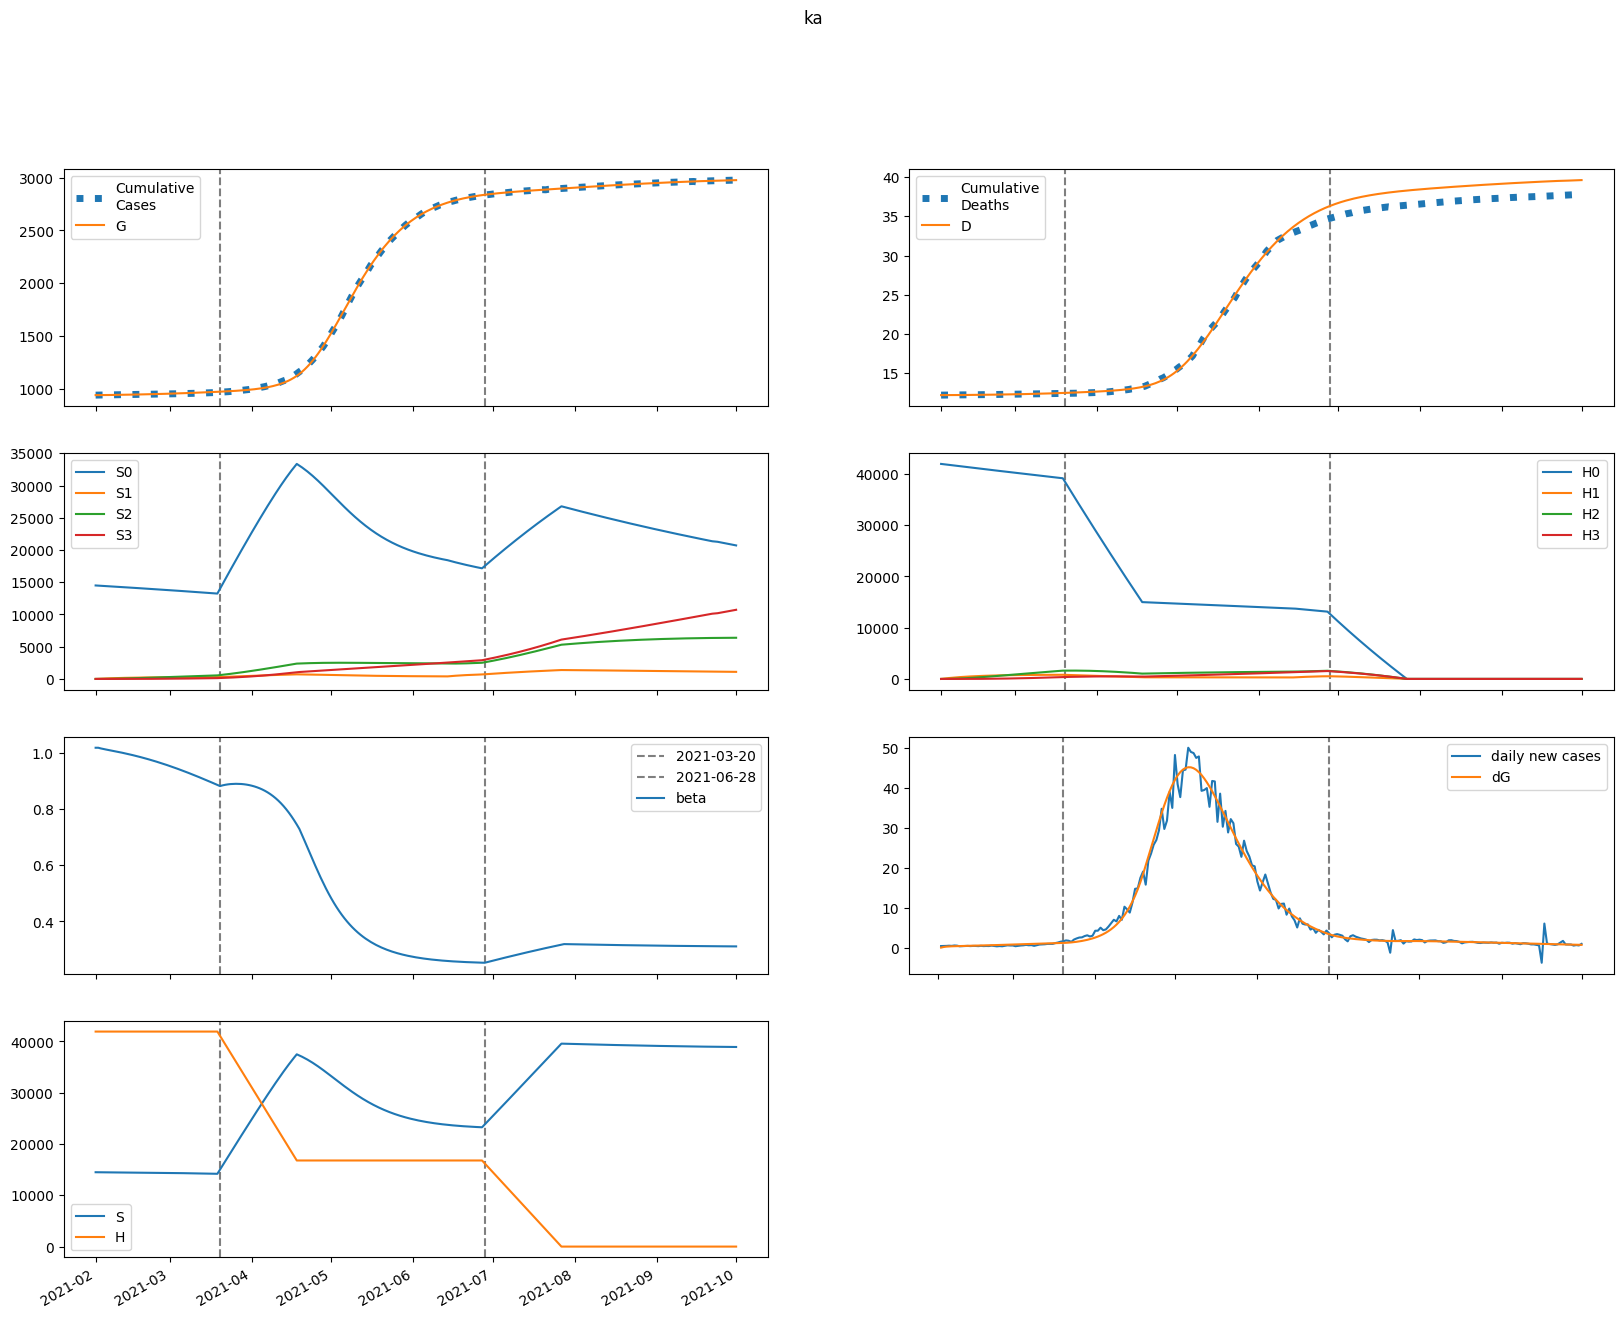 ka
3000
2500
2000
1500
1000
Cumulative
Cases
G
40
35
30
25
20
15
Cumulative
Deaths
D
35000
30000
25000
20000
15000
10000
5000
0
S0
S1
S2
S3
40000
30000
20000
10000
0
H0
H1
H2
H3
1.0
0.8
0.6
0.4
2021-03-20
2021-06-28
beta
50
40
30
20
10
0
daily new cases
dG
40000
30000
20000
10000
0
S
H
2021-02
2021-03
2021-04
2021-05
2021-06
2021-07
2021-08
2021-09
2021-10